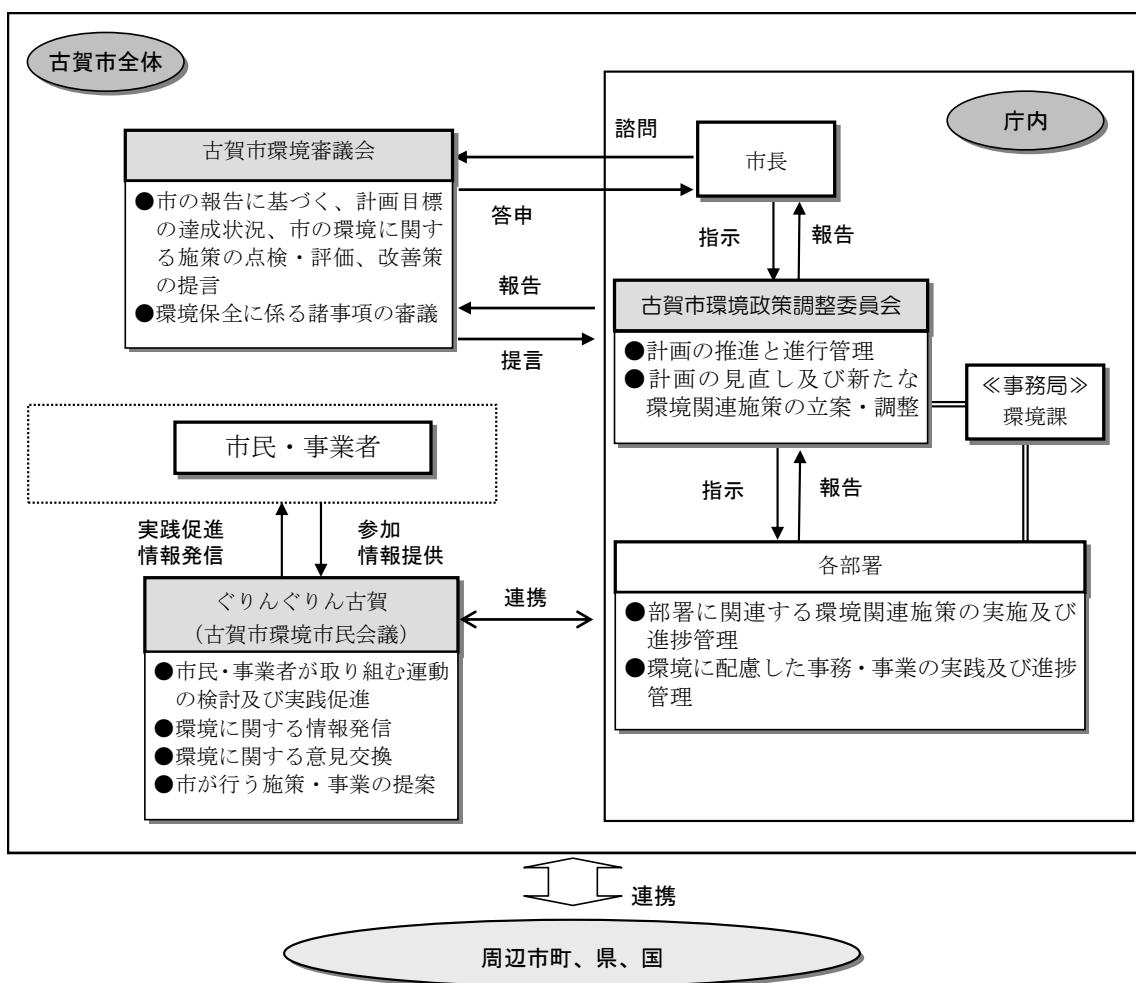 古賀市全体
庁内
諮問
古賀市環境審議会
●市の報告に基づく、計画目標
の達成状況、市の環境に関す
る施策の点検・評価、改善策
の提言
●環境保全に係る諸事項の審議
市長
答申
指示
報告
報告
提言
古賀市環境政策調整委員会
●計画の推進と進行管理
●計画の見直し及び新たな
環境関連施策の立案・調整
≪事務局≫
環境課
市民・事業者
指示
報告
実践促進
情報発信
参加
情報提供
各部署
●部署に関連する環境関連施策の実施及び
進捗管理
●環境に配慮した事務・事業の実践及び進捗
管理
連携
ぐりんぐりん古賀
（古賀市環境市民会議）
●市民・事業者が取り組む運動
の検討及び実践促進
●環境に関する情報発信
●環境に関する意見交換
●市が行う施策・事業の提案
連携
周辺市町、県、国